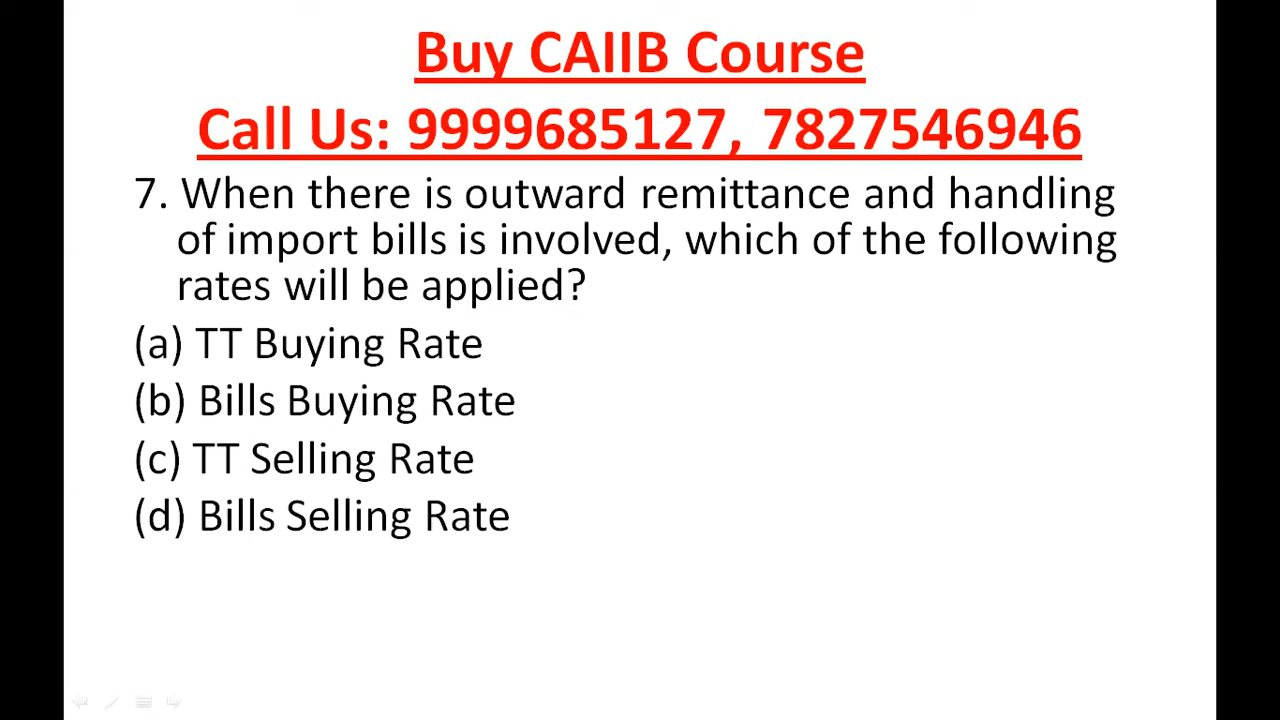 Buy CAIIB Course
Call Us: 9999685127, 7827546946
7. When there is outward remittance and handling
of import bills is involved, which of the following
rates will be applied?
(a) TT Buying Rate
(b) Bills Buying Rate
(c) TT Selling Rate
(d) Bills Selling Rate